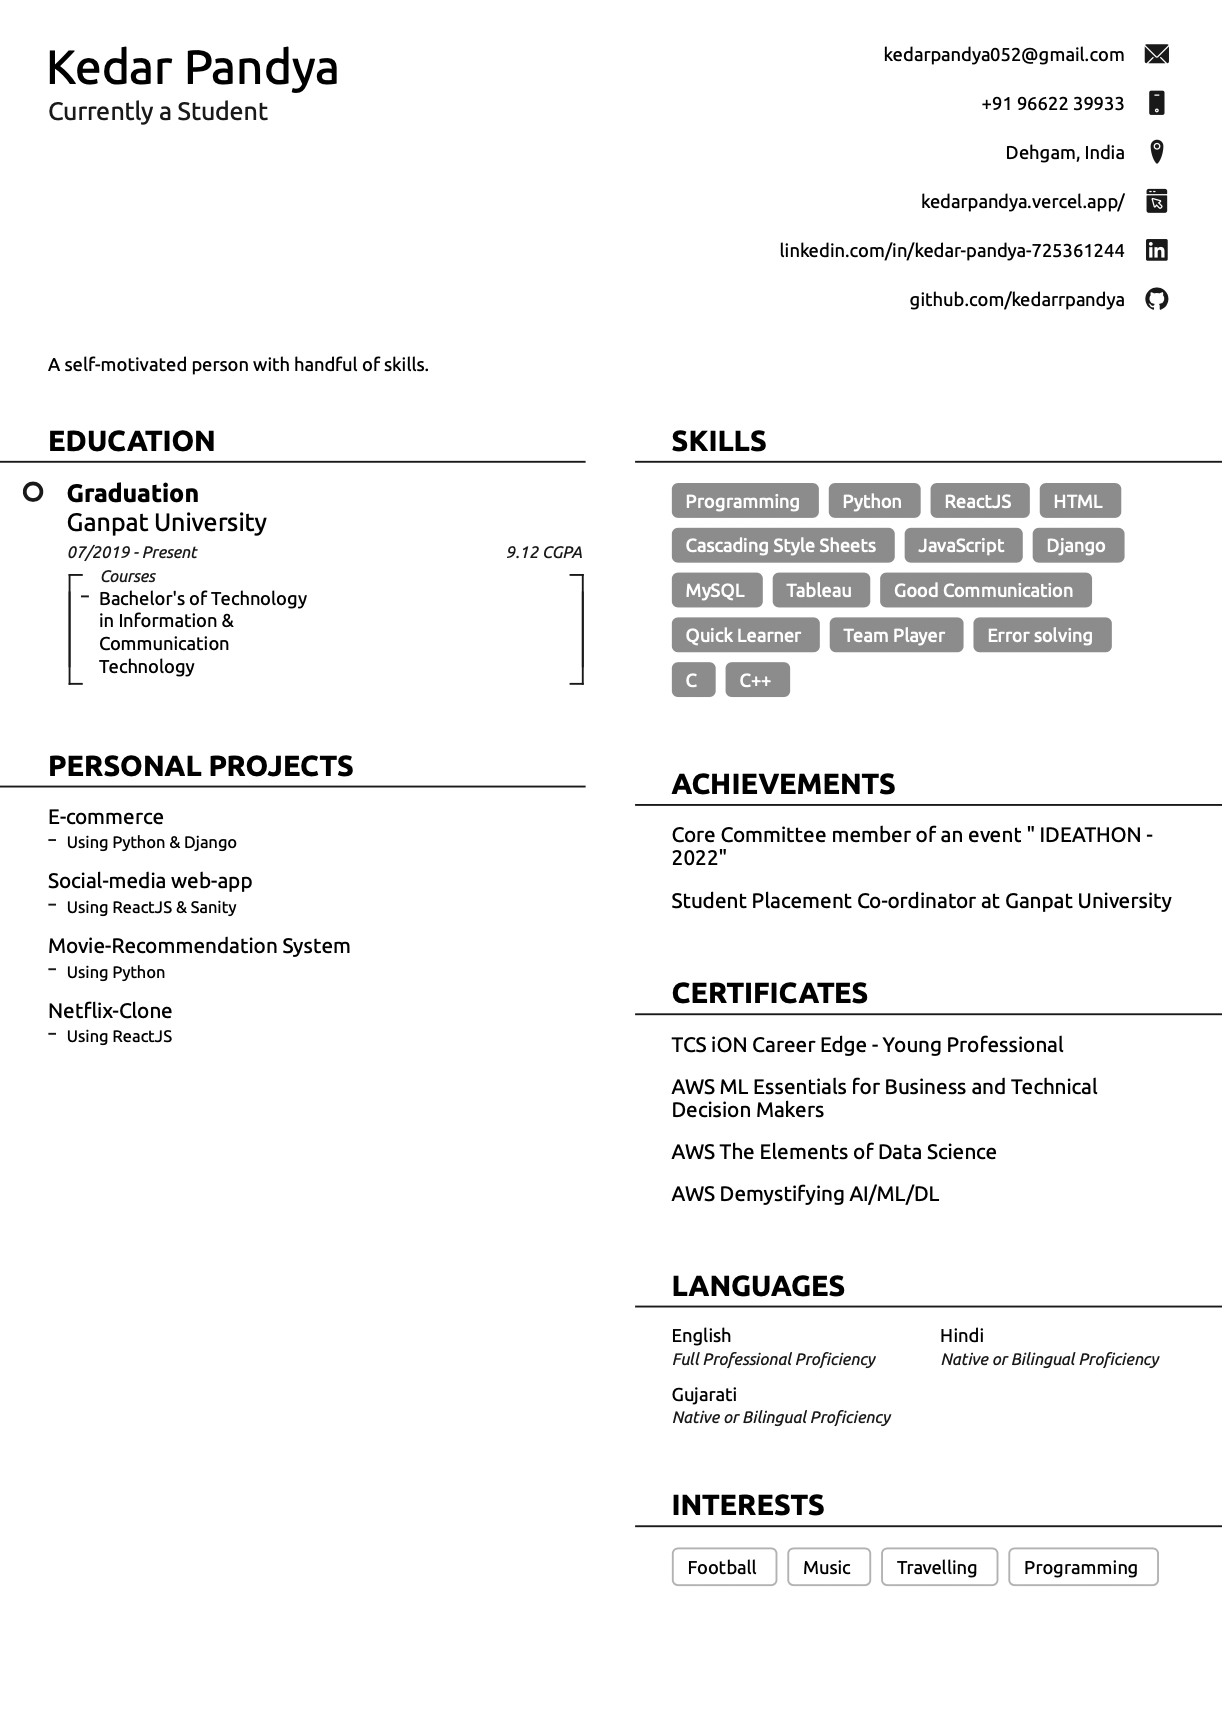 Kedar Pandya
Currently a Student
kedarpandya052@gmail.com
+91 96622 39933
Dehgam, India
kedarpandya.vercel.app/
linkedin.com/in/kedar-pandya-725361244
github.com/kedarrpandya
A self-motivated person with handful of skills.
EDUCATION
Graduation
Ganpat University
07/2019 - Present 9.12 CGPA
Courses
– Bachelor's of Technology
in Information &
Communication
Technology
PERSONAL PROJECTS
E-commerce
– Using Python & Django
Social-media web-app
– Using ReactJS & Sanity
Movie-Recommendation System
– Using Python
Netflix-Clone
– Using ReactJS
SKILLS
Programming Python ReactJS HTML
Cascading Style Sheets JavaScript Django
MySQL Tableau Good Communication
Quick Learner Team Player Error solving
C C++
ACHIEVEMENTS
Core Committee member of an event " IDEATHON -
2022"
Student Placement Co-ordinator at Ganpat University
CERTIFICATES
TCS iON Career Edge - Young Professional
AWS ML Essentials for Business and Technical
Decision Makers
AWS The Elements of Data Science
AWS Demystifying AI/ML/DL
LANGUAGES
English Hindi
Full Professional Proficiency Native or Bilingual Proficiency
Gujarati
Native or Bilingual Proficiency
INTERESTS
Football Music Travelling Programming